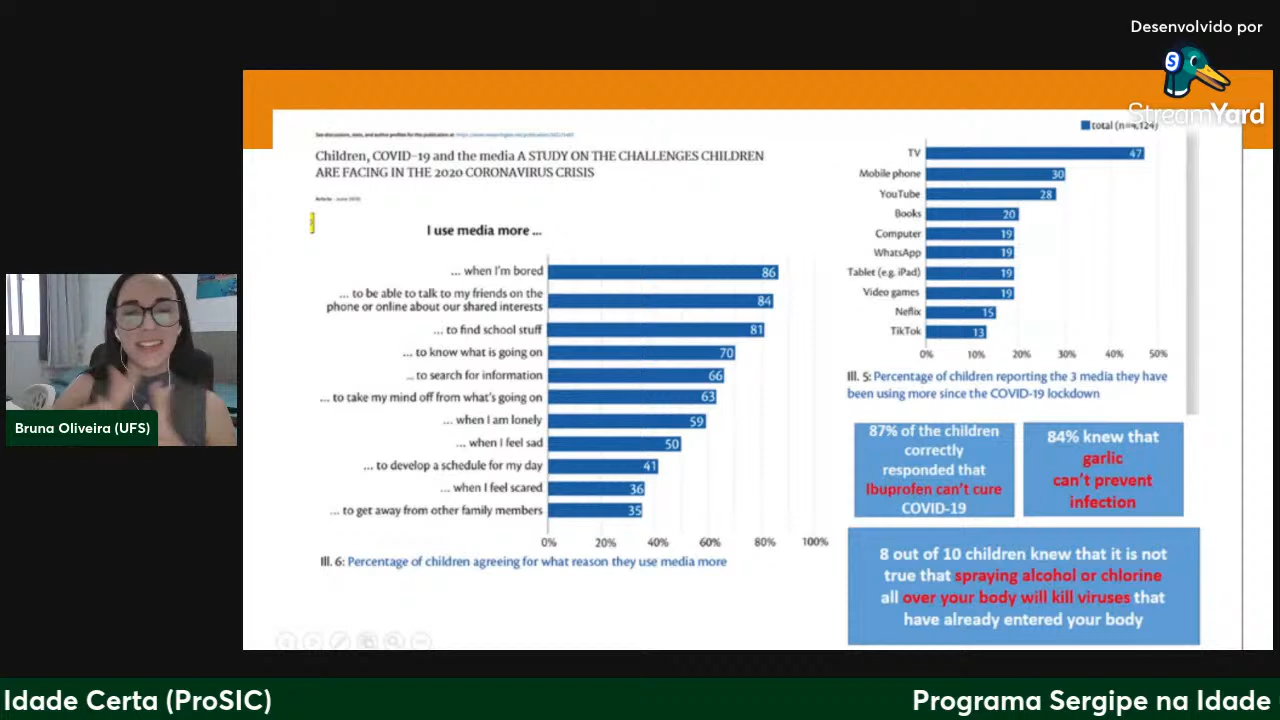 Desenvolvido por
StreamYard
See discussions, stats, and author profiles for this publication at:
Children, COVID-19 and the media A STUDY ON THE CHALLENGES CHILDREN
ARE FACING IN THE 2020 CORONAVIRUS CRISIS
I use media more ...
... when I'm bored 86
... to be able to talk to my friends on the
phone or online about our shared interests 84
... to find school stuff 81
... to know what is going on 70
... to search for information 66
... to take my mind off from what's going on 63
... when I am lonely 59
... when I feel sad 50
... to develop a schedule for my day 41
... when I feel scared 36
... to get away from other family members 35
0% 20% 40% 60% 80% 100%
Ill. 6: Percentage of children agreeing for what reason they use media more
total
TV 47
Mobile phone 30
YouTube 28
Books 20
Computer 19
WhatsApp 19
Tablet (e.g. iPad) 19
Video games 19
Neflix 15
TikTok 13
0% 10% 20% 30% 40% 50%
Ill. 5: Percentage of children reporting the 3 media they have
been using more since the COVID-19 lockdown
87% of the children
correctly
responded that
Ibuprofen can't cure
COVID-19
84% knew that
garlic
can't prevent
infection
8 out of 10 children knew that it is not
true that spraying alcohol or chlorine
all over your body will kill viruses that
have already entered your body
Bruna Oliveira (UFS)
Idade Certa (ProSIC)
Programa Sergipe na Idade